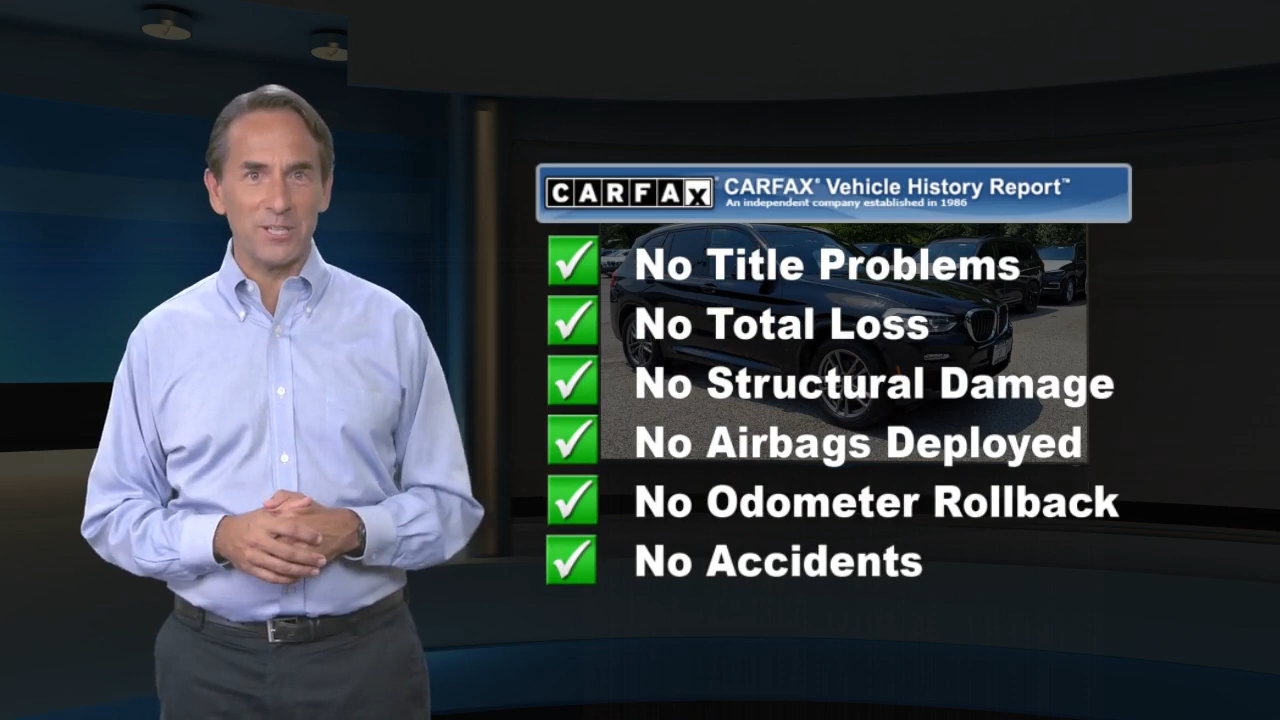 CARFAX
CARFAX® Vehicle History Report™
An independent company established in 1986
No Title Problems
No Total Loss
No Structural Damage
No Airbags Deployed
No Odometer Rollback
No Accidents